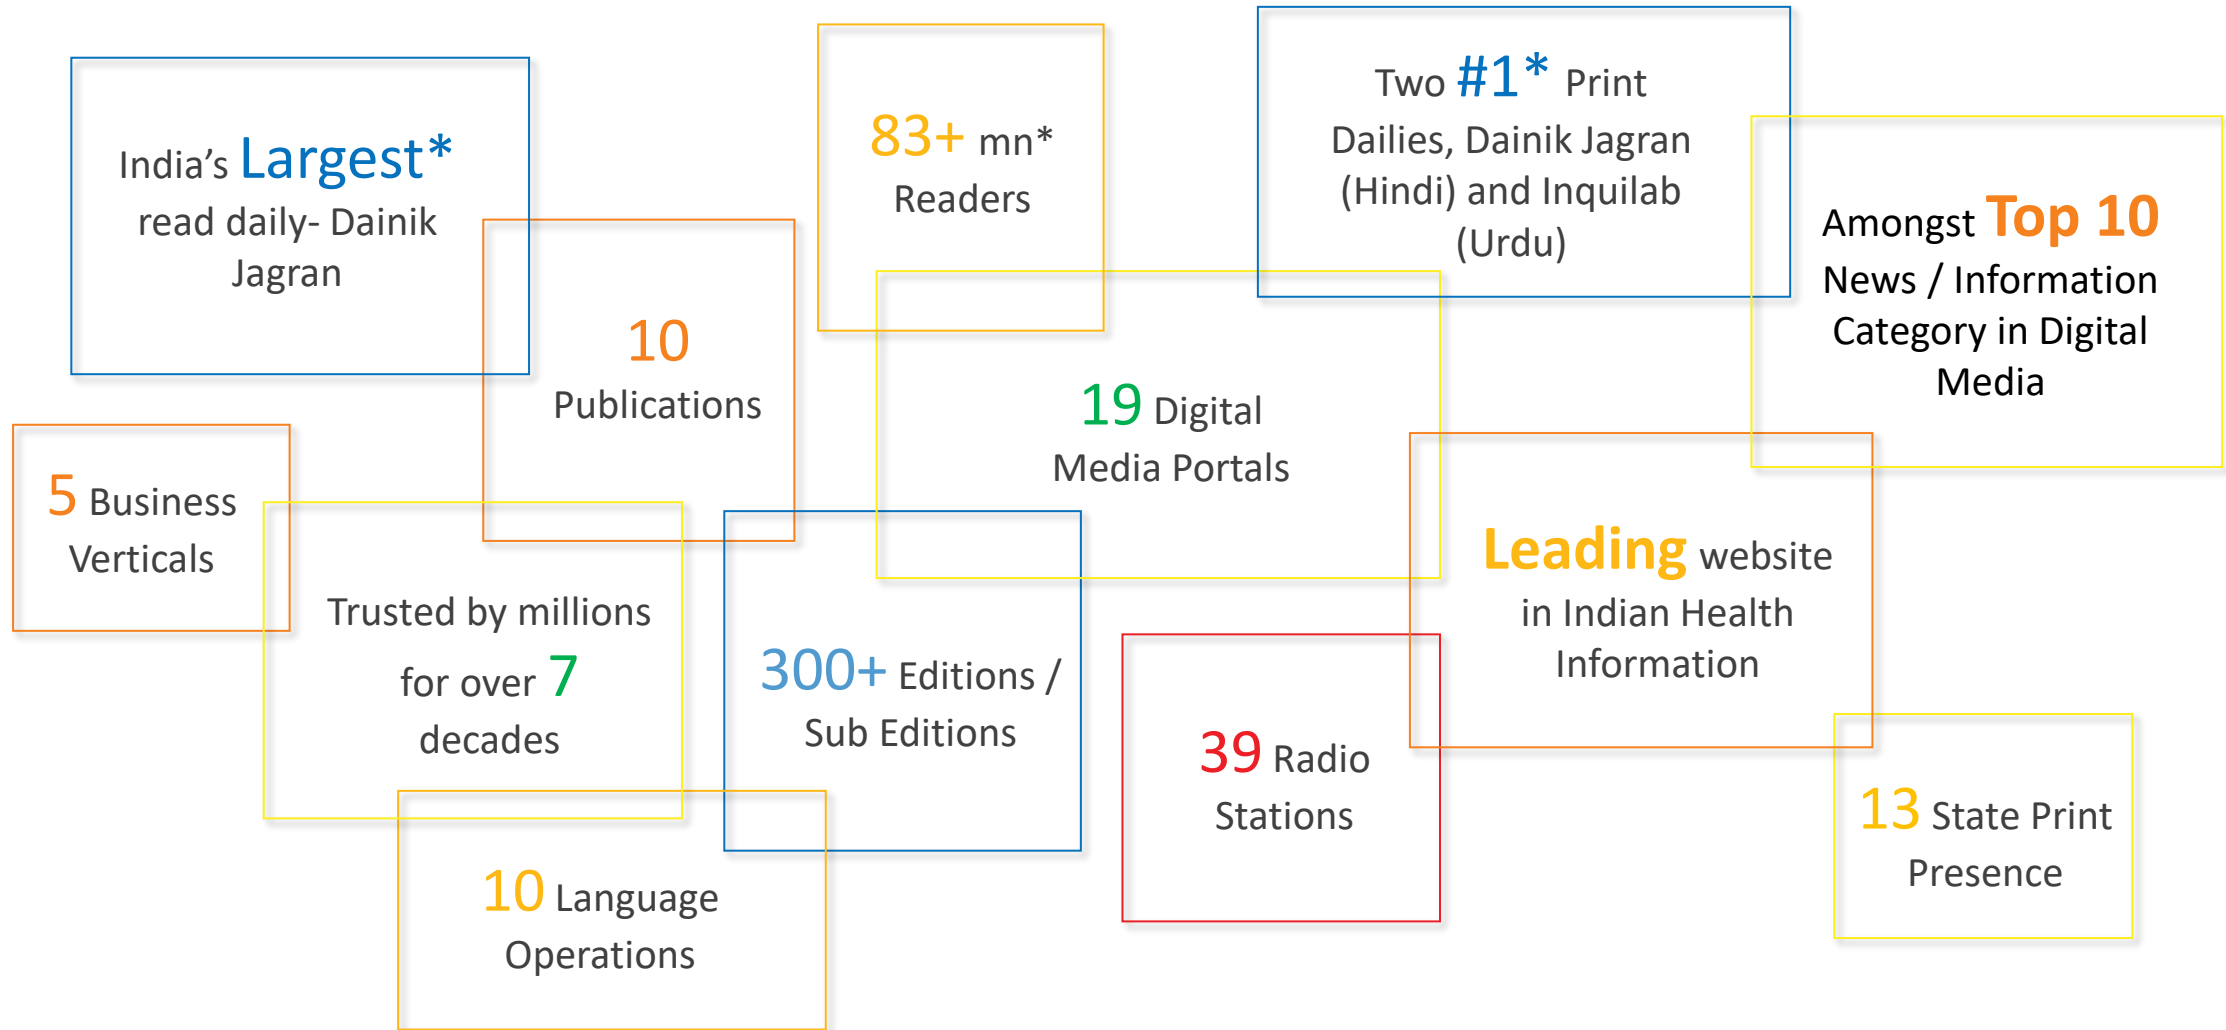 India’s Largest*
read daily- Dainik
Jagran
83+ mn*
Readers
Two #1* Print
Dailies, Dainik Jagran
(Hindi) and Inquilab
(Urdu)
Amongst Top 10
News / Information
Category in Digital
Media
10
Publications
19 Digital
Media Portals
5 Business
Verticals
Trusted by millions
for over 7
decades
300+ Editions /
Sub Editions
Leading website
in Indian Health
Information
39 Radio
Stations
13 State Print
Presence
10 Language
Operations